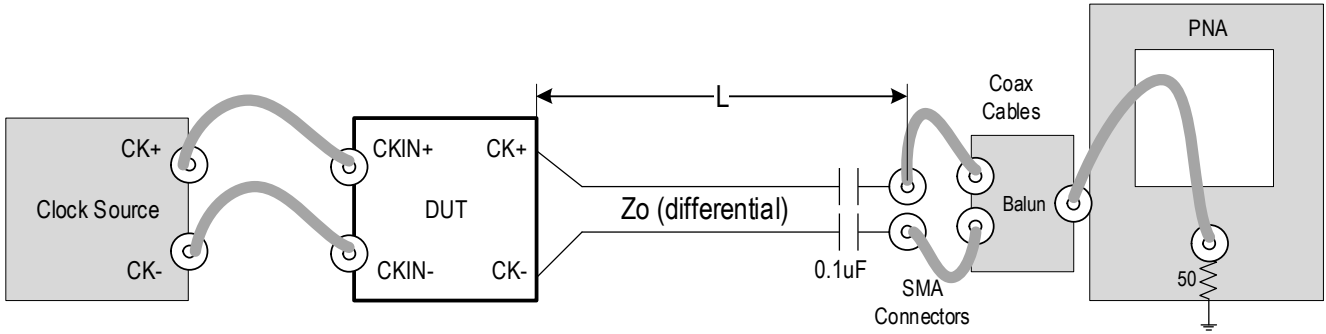 PNA
Coax
Cables
L
CK+
CKIN+
CK+
Clock Source
DUT
Zo (differential)
Balun
CK-
CKIN-
CK-
0.1uF
50
SMA
Connectors